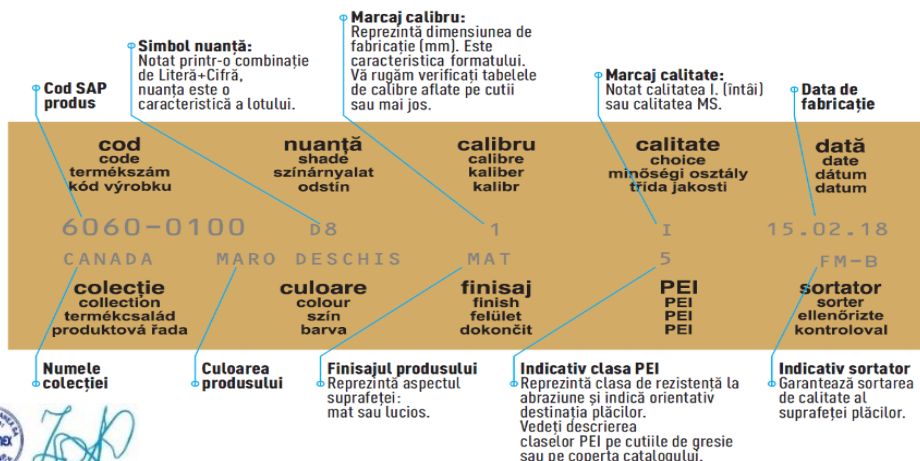 Marcaj calibru:
Reprezintă dimensiunea de
fabricație (mm). Este
caracteristica formatului.
Vă rugăm verificați tabelele
de calibre aflate pe cutii
sau mai jos.
Simbol nuanță:
Notat printr-o combinație
de Literă+Cifră,
nuanța este o
caracteristică a lotului.
Cod SAP
produs
Marcaj calitate:
Notat calitatea I. (întâi)
sau calitatea MS.
Data de
fabricație
cod nuanță calibru calitate dată
code shade calibre choice date
termékszám színárnyalat kaliber minőségi osztály dátum
kód výrobku odstín kalibr třída jakosti datum
6060-0100 D8 1 I 15.02.18
CANADA MARO DESCHIS MAT 5 FM-B
colecție culoare finisaj PEI sortator
collection colour finish PEI sorter
termékcsalád szín felület PEI ellenőrizte
produktová řada barva dokončit PEI kontroloval
Numele
colecției
Culoarea
produsului
Finisajul produsului
Reprezintă aspectul
suprafeței:
mat sau lucios.
Indicativ clasa PEI
Reprezintă clasa de rezistență la
abraziune și indică orientativ
destinația plăcilor.
Vedeți descrierea
claselor PEI pe cutiile de gresie
sau pe coperta catalogului.
Indicativ sortator
Garantează sortarea
de calitate al
suprafeței plăcilor.